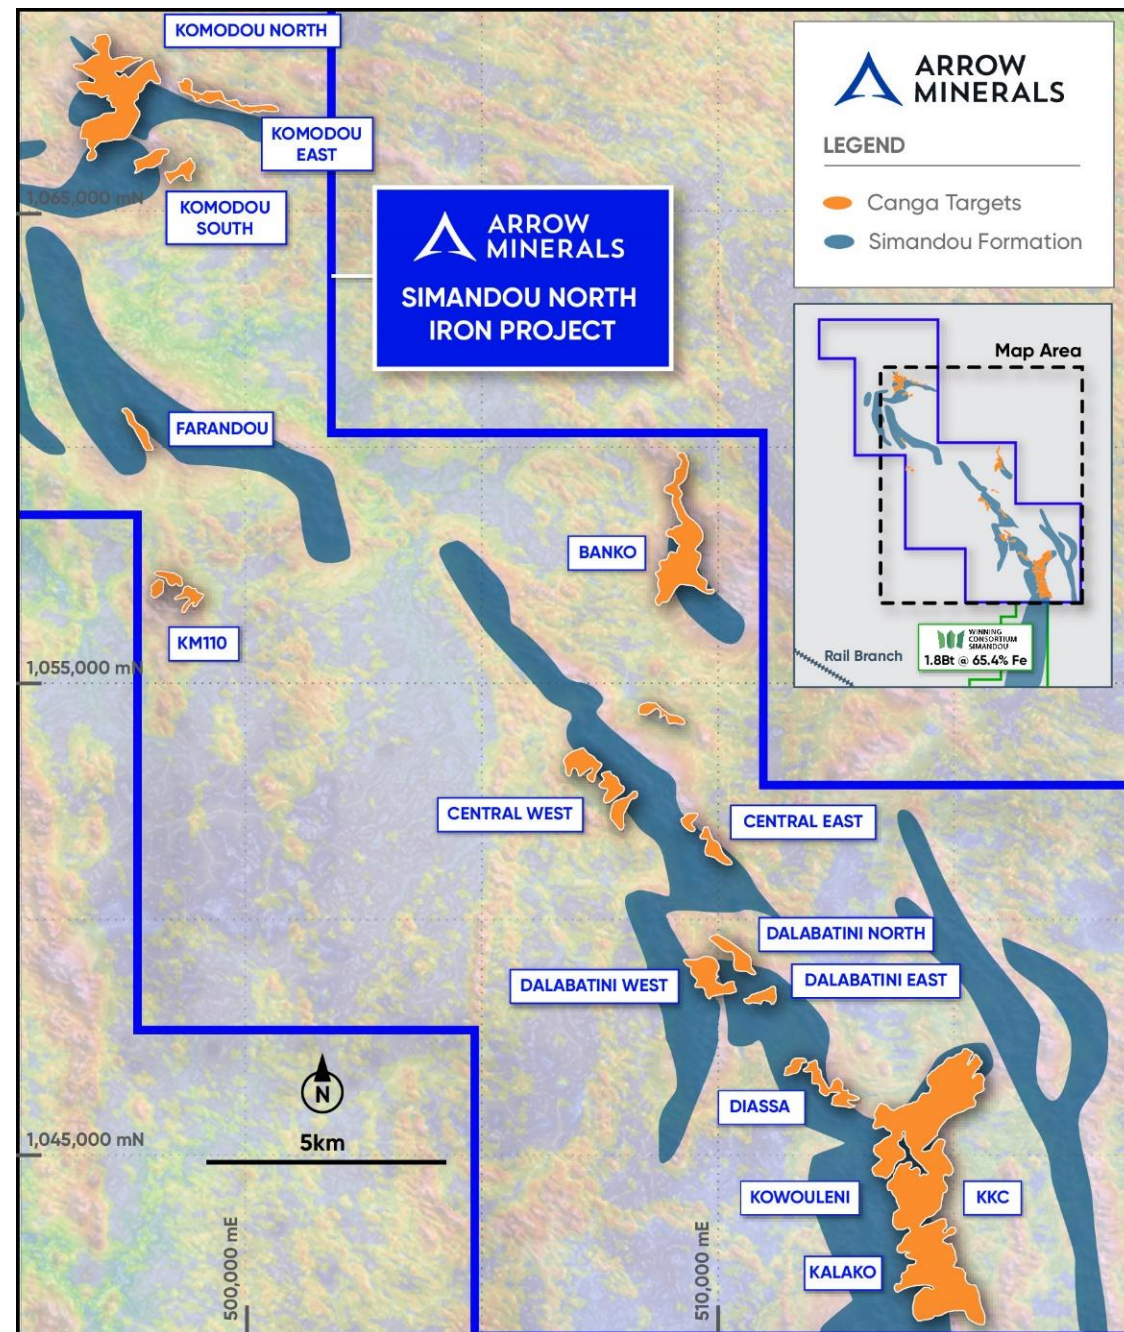 KOMODOU NORTH
ARROW
MINERALS
LEGEND
Canga Targets
Simandou Formation
KOMODOU
EAST
1,065,000 mN
KOMODOU
SOUTH
ARROW
MINERALS
SIMANDOU NORTH
IRON PROJECT
Map Area
WINNING
CONSORTIUM
SIMANDOU
1.8Bt @ 65.4% Fe
Rail Branch
FARANDOU
BANKO
KM110
1,055,000 mN
CENTRAL WEST
CENTRAL EAST
DALABATINI NORTH
DALABATINI WEST
DALABATINI EAST
N
5km
DIASSA
1,045,000 mN
KOWOULENI
KKC
KALAKO
500,000 mE
510,000 mE